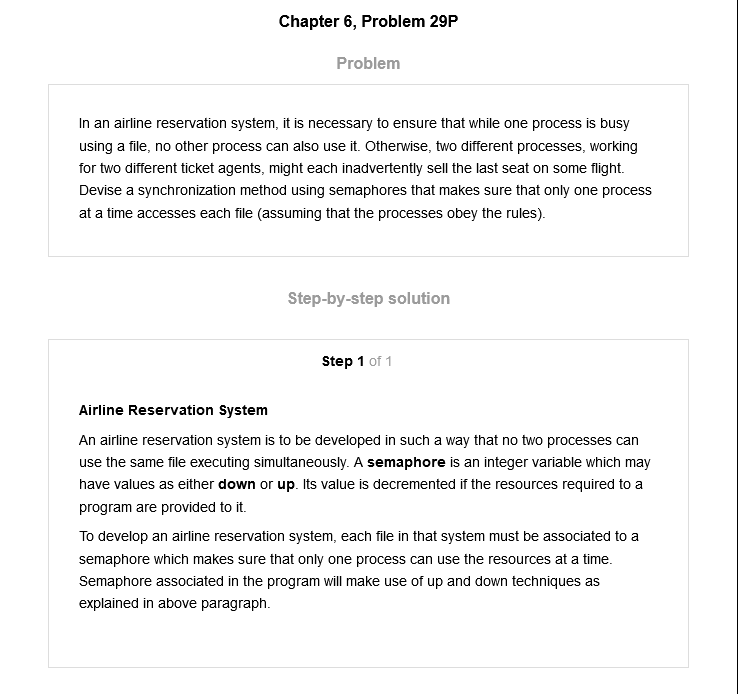 Chapter 6, Problem 29P
Problem
In an airline reservation system, it is necessary to ensure that while one process is busy
using a file, no other process can also use it. Otherwise, two different processes, working
for two different ticket agents, might each inadvertently sell the last seat on some flight.
Devise a synchronization method using semaphores that makes sure that only one process
at a time accesses each file (assuming that the processes obey the rules).
Step-by-step solution
Step 1 of 1
Airline Reservation System
An airline reservation system is to be developed in such a way that no two processes can
use the same file executing simultaneously. A semaphore is an integer variable which may
have values as either down or up. Its value is decremented if the resources required to a
program are provided to it.
To develop an airline reservation system, each file in that system must be associated to a
semaphore which makes sure that only one process can use the resources at a time.
Semaphore associated in the program will make use of up and down techniques as
explained in above paragraph.